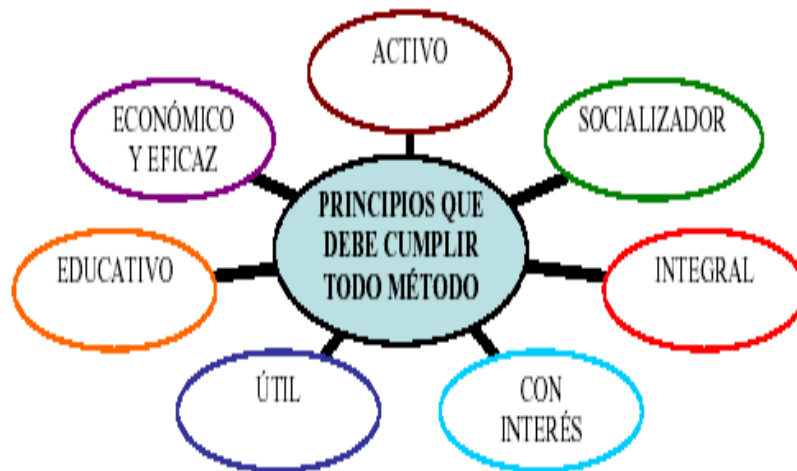 ACTIVO
SOCIALIZADOR
INTEGRAL
CON
INTERÉS
ÚTIL
EDUCATIVO
ECONÓMICO
Y EFICAZ
PRINCIPIOS QUE
DEBE CUMPLIR
TODO MÉTODO